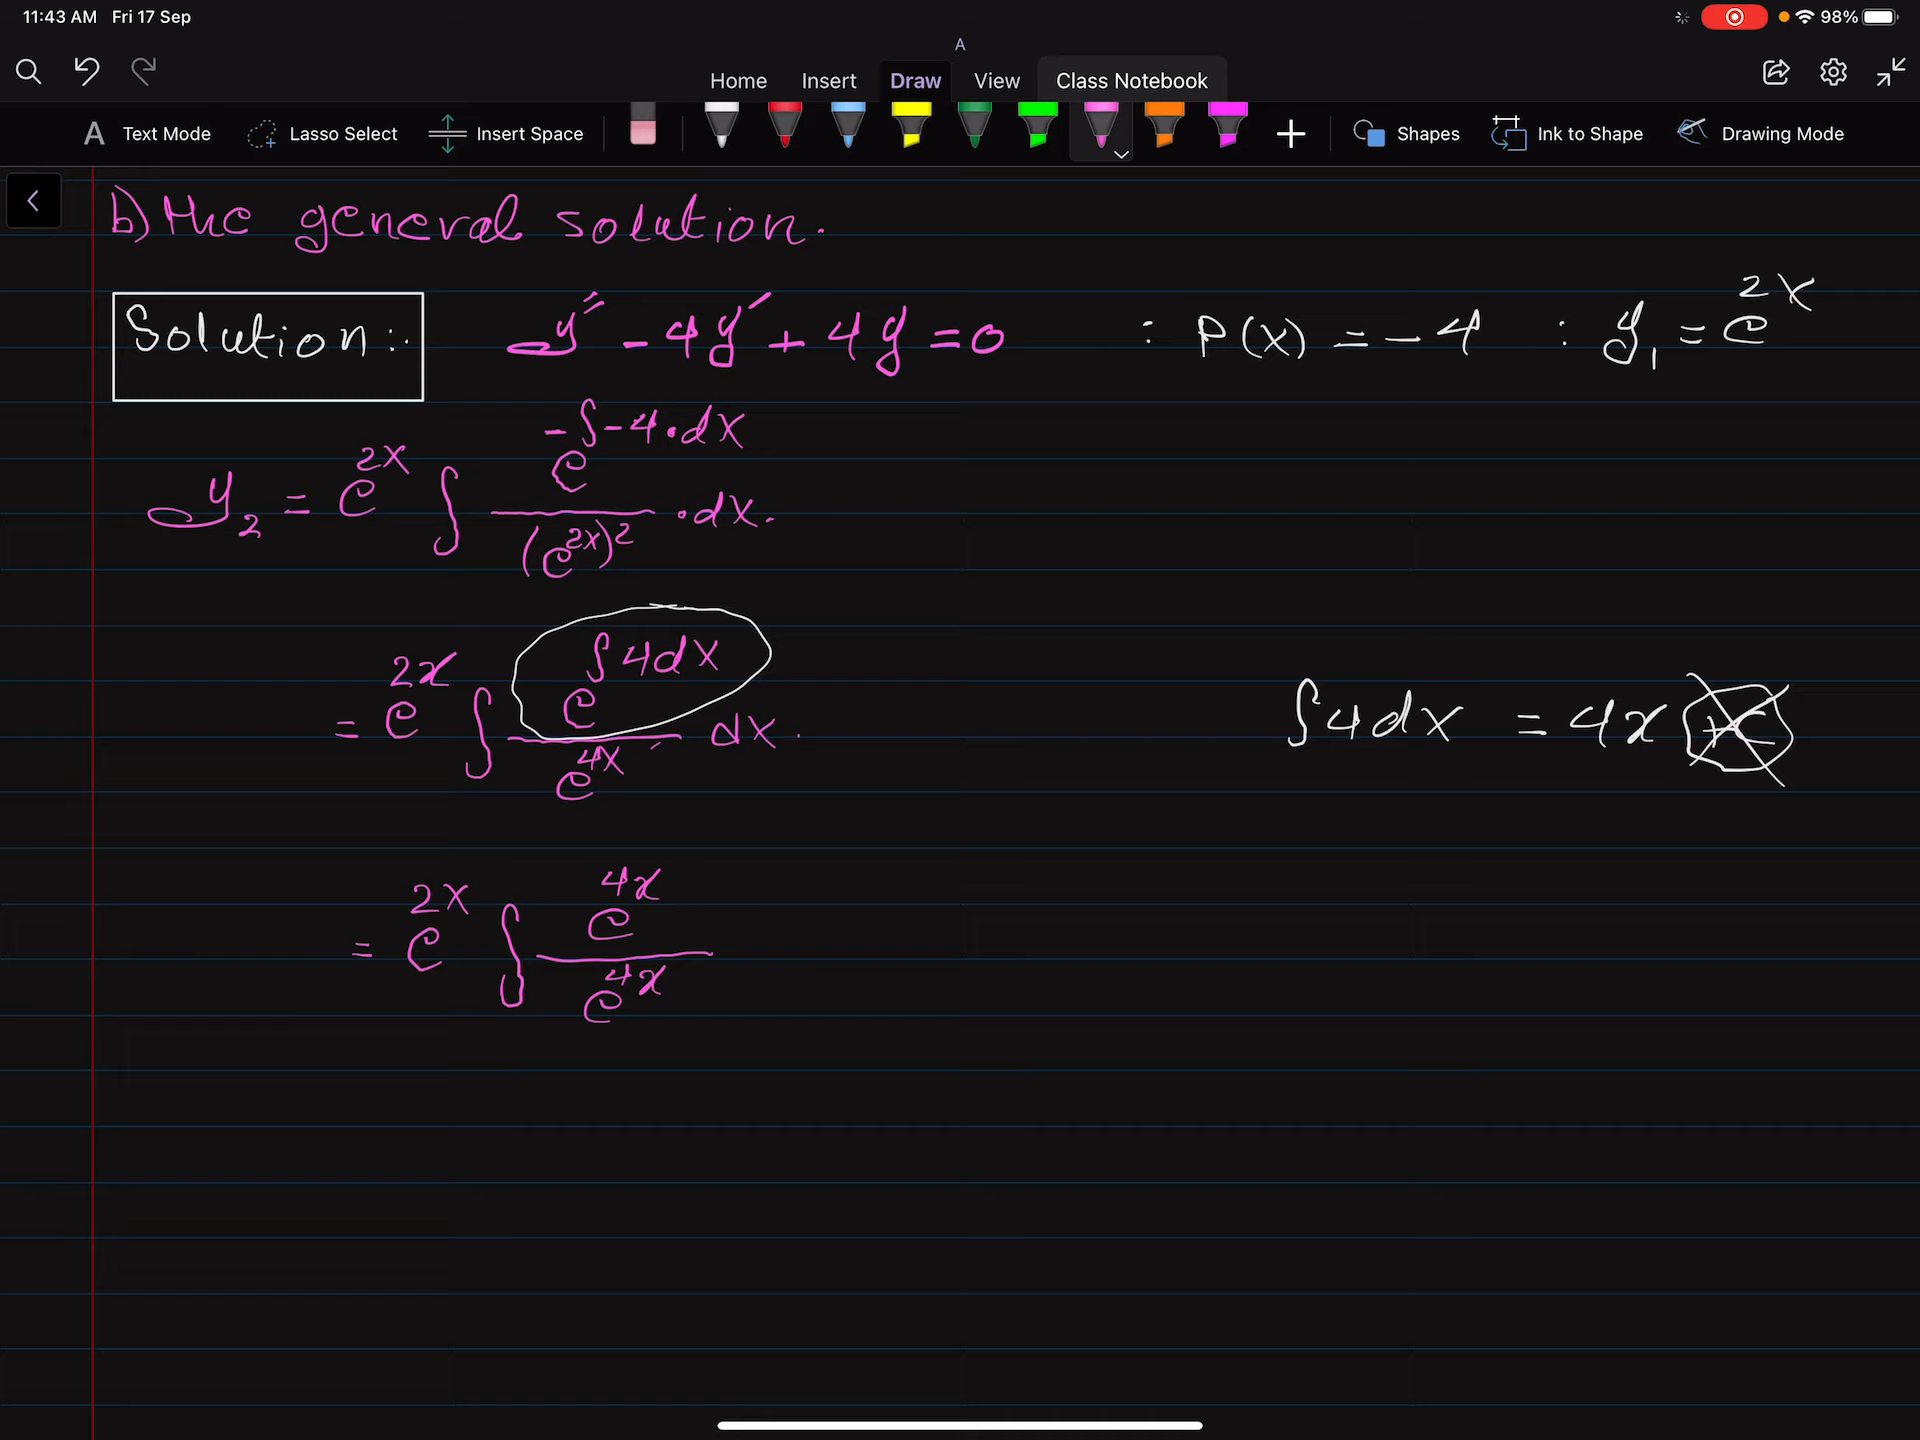 11:43 AM Fri 17 Sep 98%
A
Home Insert Draw View Class Notebook
A Text Mode Lasso Select Insert Space Shapes Ink to Shape Drawing Mode
b) the general solution.
Solution:- y'' - 4y' + 4y = 0 : P(x) = -4 : y₁ = e^{2x}
y₂ = e^{2x} ∫ e^{-∫-4·dx} / (e^{2x})² · dx.
= e^{2x} ∫ e^{∫4dx} / e^{4x} dx. ∫4dx = 4x +C
= e^{2x} ∫ e^{4x} / e^{4x}